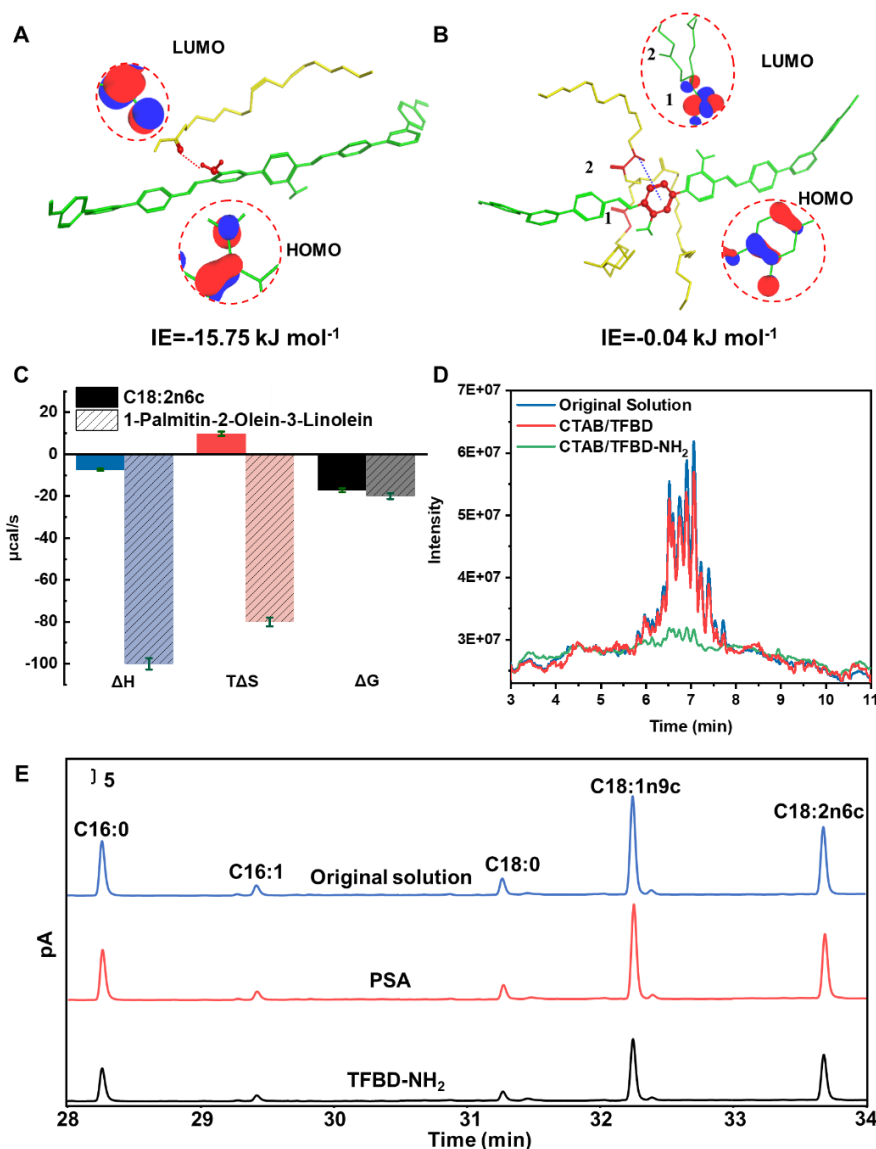 A
LUMO
HOMO
IE=-15.75 kJ mol⁻¹
B
2
1
LUMO
2
1
HOMO
IE=-0.04 kJ mol⁻¹
C
C18:2n6c
1-Palmitin-2-Olein-3-Linolein
20
0
-20
-40
-60
-80
-100
μcal/s
ΔH
TΔS
ΔG
D
Original Solution
CTAB/TFBD
CTAB/TFBD-NH₂
7E+07
6E+07
5E+07
4E+07
3E+07
Intensity
3 4 5 6 7 8 9 10 11
Time (min)
E
5
C16:0
C16:1
C18:0
C18:1n9c
C18:2n6c
Original solution
PSA
TFBD-NH₂
pA
28 29 30 31 32 33 34
Time (min)